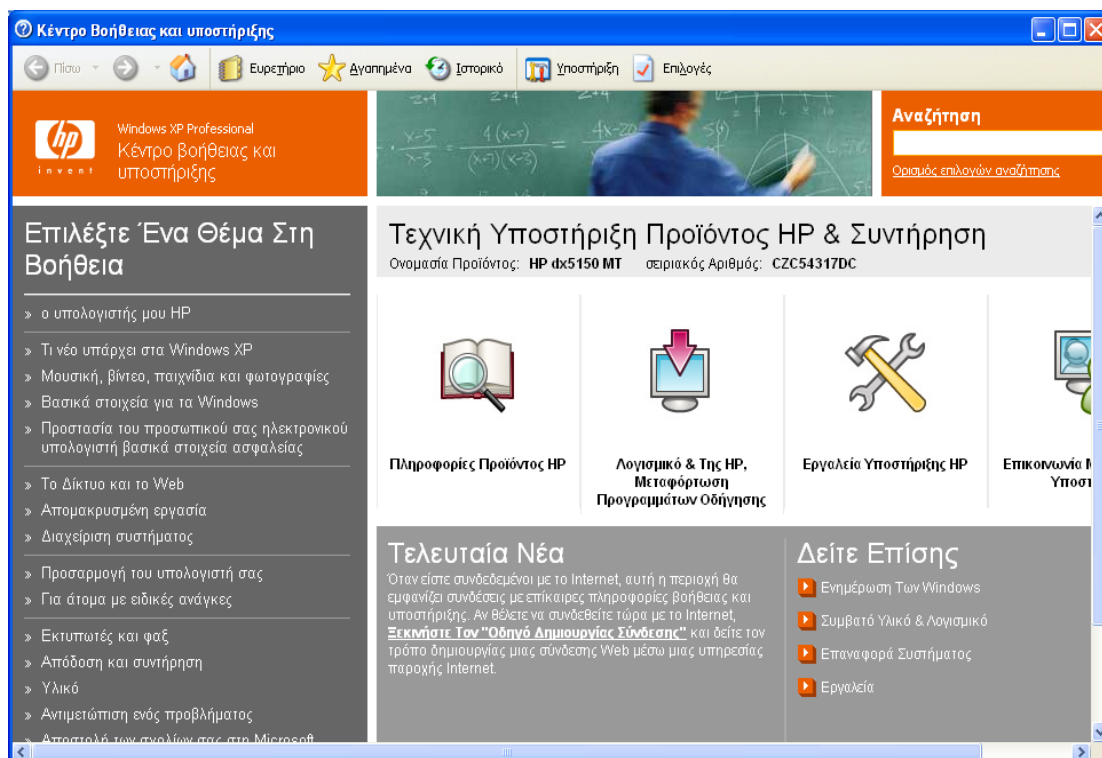 Κέντρο Βοήθειας και υποστήριξης
Πίσω
Ευρετήριο
Αγαπημένα
Ιστορικό
Υποστήριξη
Επιλογές
hp
invent
Windows XP Professional
Κέντρο βοήθειας και
υποστήριξης
Αναζήτηση
Ορισμός επιλογών αναζήτησης
Επιλέξτε Ένα Θέμα Στη
Βοήθεια
» ο υπολογιστής μου HP
» Τι νέο υπάρχει στα Windows XP
» Μουσική, βίντεο, παιχνίδια και φωτογραφίες
» Βασικά στοιχεία για τα Windows
» Προστασία του προσωπικού σας ηλεκτρονικού
υπολογιστή βασικά στοιχεία ασφαλείας
» Το Δίκτυο και το Web
» Απομακρυσμένη εργασία
» Διαχείριση συστήματος
» Προσαρμογή του υπολογιστή σας
» Για άτομα με ειδικές ανάγκες
» Εκτυπωτές και φαξ
» Απόδοση και συντήρηση
» Υλικό
» Αντιμετώπιση ενός προβλήματος
» Αποστολή των σχολίων σας στη Microsoft
Τεχνική Υποστήριξη Προϊόντος HP & Συντήρηση
Ονομασία Προϊόντος: HP dx5150 MT σειριακός Αριθμός: CZC54317DC
Πληροφορίες Προϊόντος HP
Λογισμικό & Της HP,
Μεταφόρτωση
Προγραμμάτων Οδήγησης
Εργαλεία Υποστήριξης HP
Επικοινωνία
Τελευταία Νέα
Όταν είστε συνδεδεμένοι με το Internet, αυτή η περιοχή θα
εμφανίζει συνδέσεις με επίκαιρες πληροφορίες βοήθειας και
υποστήριξης. Αν θέλετε να συνδεθείτε τώρα με το Internet,
Ξεκινήστε Τον "Οδηγό Δημιουργίας Σύνδεσης" και δείτε τον
τρόπο δημιουργίας μιας σύνδεσης Web μέσω μιας υπηρεσίας
παροχής Internet.
Δείτε Επίσης
Ενημέρωση Των Windows
Συμβατό Υλικό & Λογισμικό
Επαναφορά Συστήματος
Εργαλεία